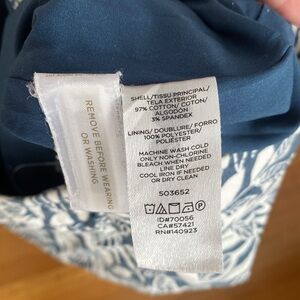 REMOVE BEFORE WEARING
OR WASHING
SHELL/TISSU PRINCIPAL/
TELA EXTERIOR
97% COTTON/ COTON/
ALGODÓN
3% SPANDEX
LINING/ DOUBLURE/ FORRO
100% POLYESTER/
POLIÉSTER
MACHINE WASH COLD
ONLY NON-CHLORINE
BLEACH WHEN NEEDED
LINE DRY
COOL IRON IF NEEDED
OR DRY CLEAN
503652
ID#70056
CA#57421
RN#140923